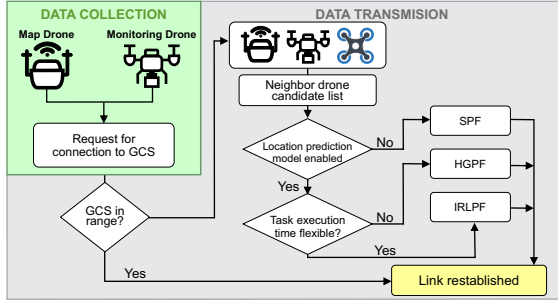 DATA COLLECTION
Map Drone
Monitoring Drone
Request for
connection to GCS
GCS in
range?
Yes
DATA TRANSMISION
Neighbor drone
candidate list
Location prediction
model enabled
No
Yes
Task execution
time flexible?
No
Yes
SPF
HGPF
IRLPF
Link restablished